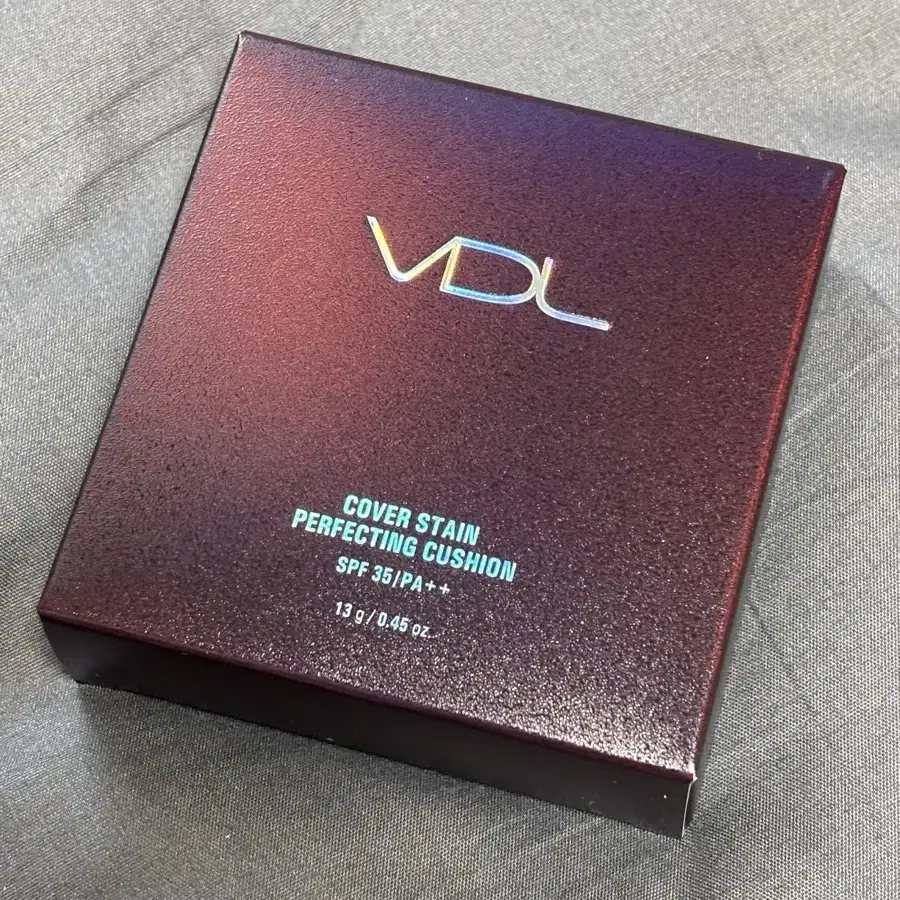 VDL
COVER STAIN
PERFECTING CUSHION
SPF 35/PA++
13 g / 0.45 oz.